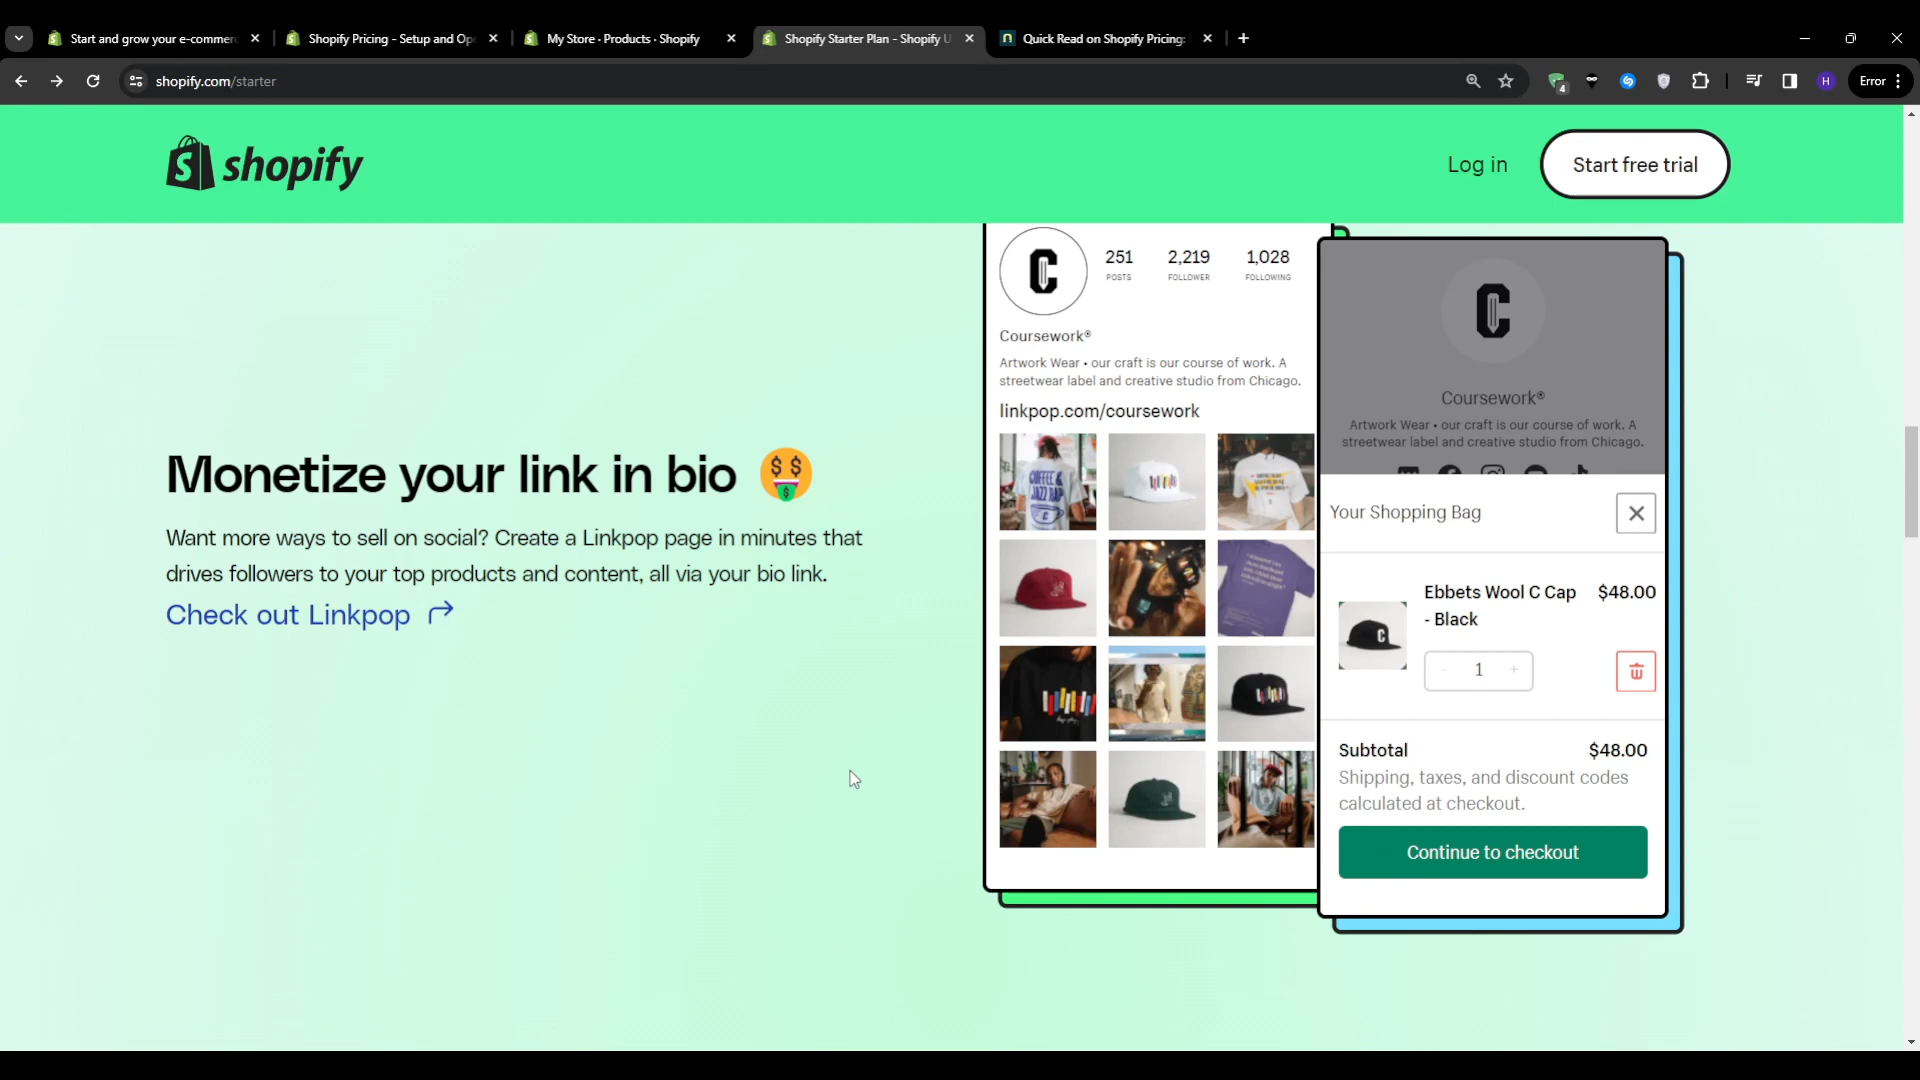 Start and grow your e-commer
Shopify Pricing - Setup and Op
My Store · Products · Shopify
Shopify Starter Plan - Shopify U
Quick Read on Shopify Pricing:
shopify.com/starter
4
H
Error
shopify
Log in
Start free trial
251
2,219
1,028
POSTS
FOLLOWER
FOLLOWING
Coursework®
Artwork Wear • our craft is our course of work. A
streetwear label and creative studio from Chicago.
linkpop.com/coursework
COFFEE &
JAZZ RAP
Monetize your link in bio
Want more ways to sell on social? Create a Linkpop page in minutes that
drives followers to your top products and content, all via your bio link.
Check out Linkpop
Coursework®
Artwork Wear • our craft is our course of work. A
streetwear label and creative studio from Chicago.
Your Shopping Bag
Ebbets Wool C Cap
- Black
$48.00
- 1 +
Subtotal
$48.00
Shipping, taxes, and discount codes
calculated at checkout.
Continue to checkout